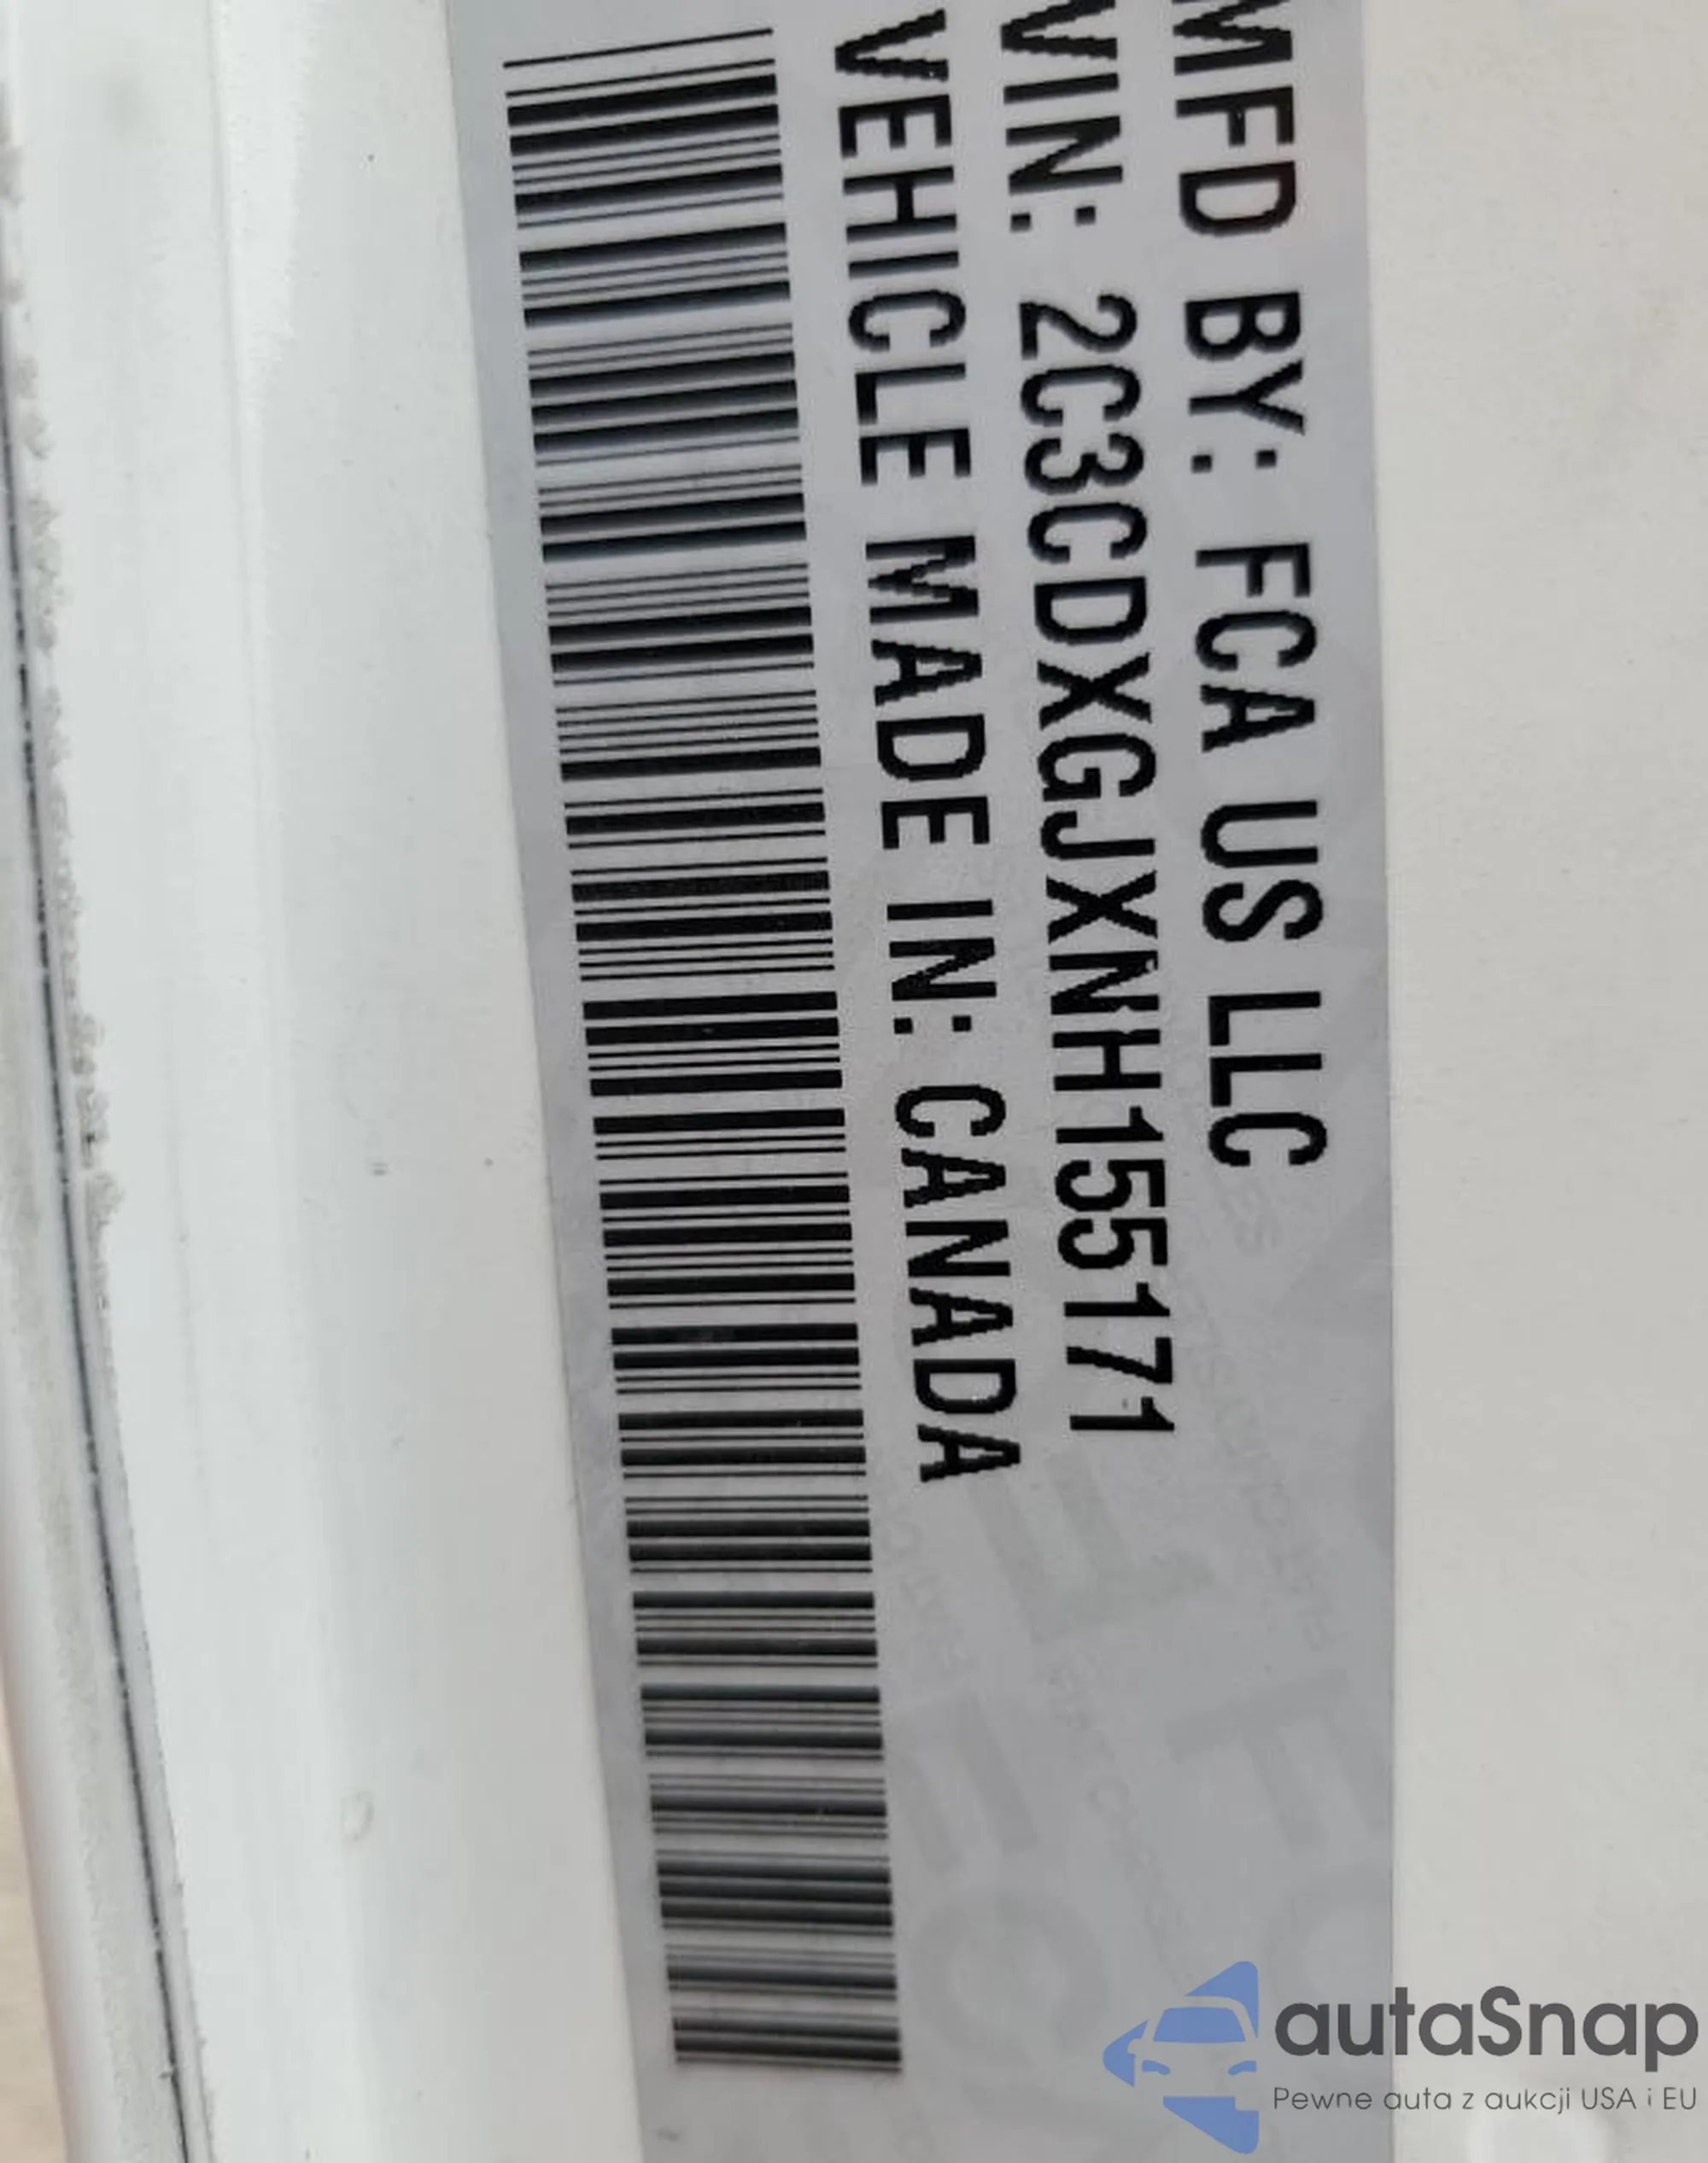 MFD BY: FCA US LLC
VIN: 2C3CDXGJXNH155171
VEHICLE MADE IN: CANADA
autaSnap
Pewne auta z aukcji USA i EU